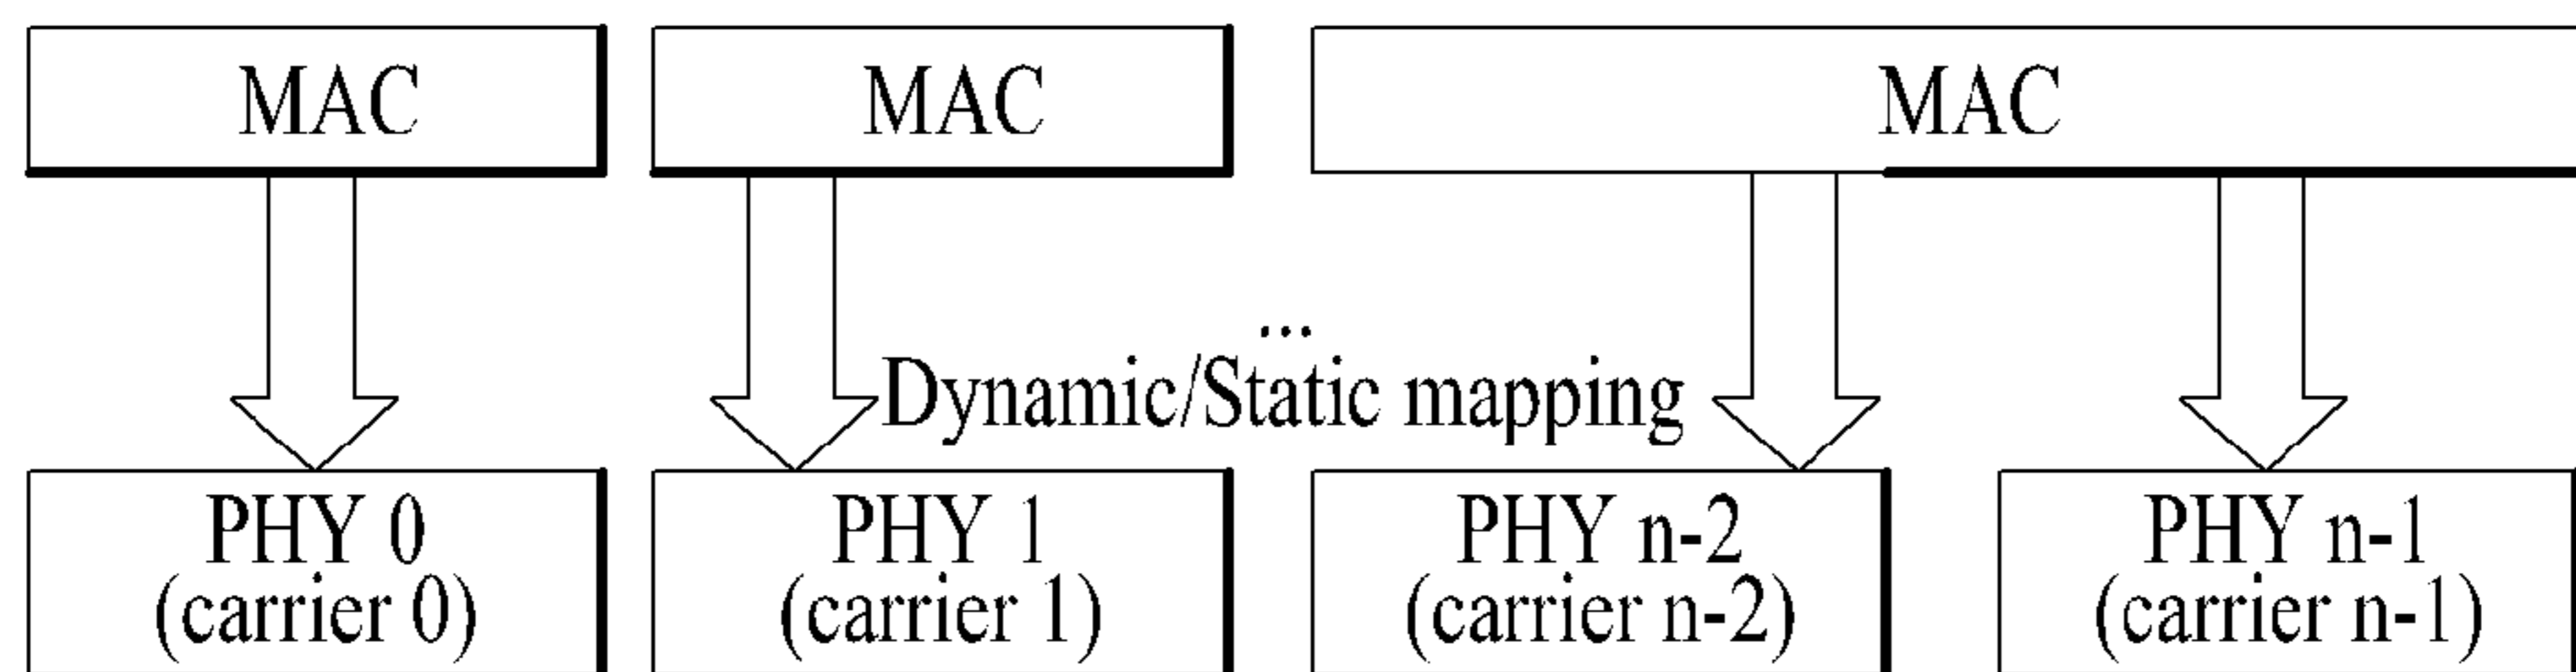 MAC MAC MAC
...
Dynamic/Static mapping
PHY 0 PHY 1 PHY n-2 PHY n-1
(carrier 0) (carrier 1) (carrier n-2) (carrier n-1)